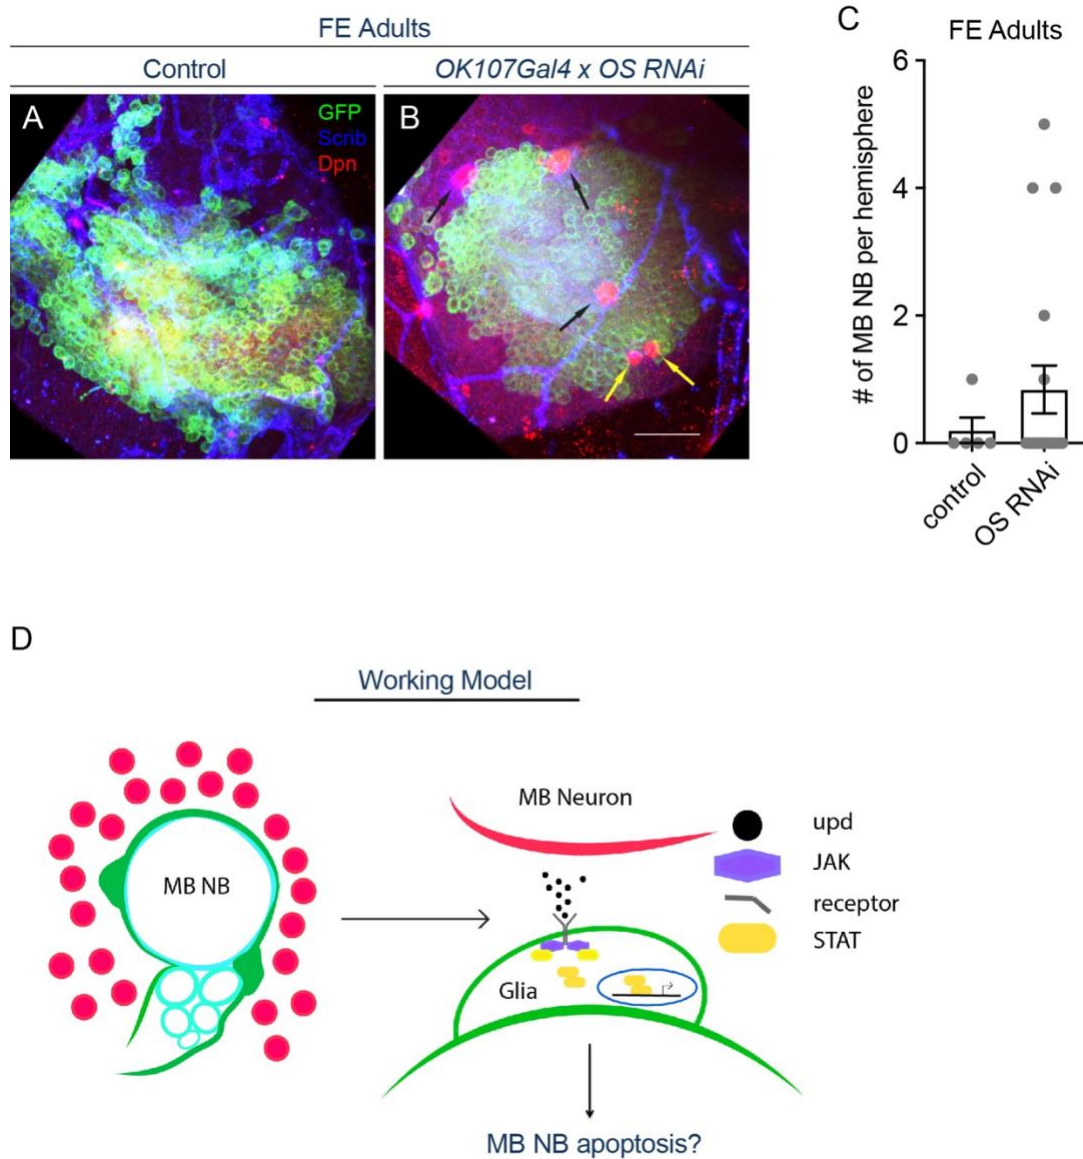 FE Adults
Control
OK107Gal4 x OS RNAi
A
GFP
Scrib
Dpn
B
C
FE Adults
# of MB NB per hemisphere
6
4
2
0
control
OS RNAi
D
Working Model
MB NB
MB Neuron
Glia
upd
JAK
receptor
STAT
MB NB apoptosis?